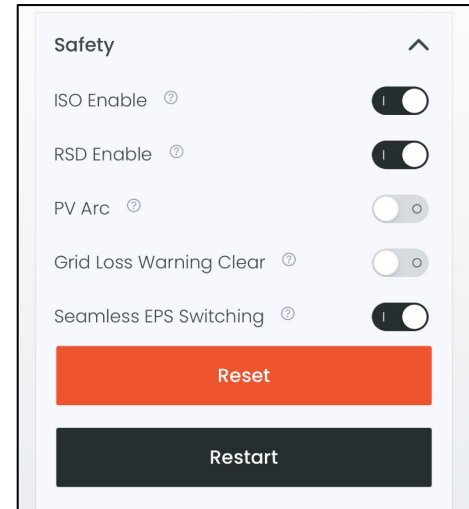 Safety
ISO Enable ?
RSD Enable ?
PV Arc ?
Grid Loss Warning Clear ?
Seamless EPS Switching ?
Reset
Restart